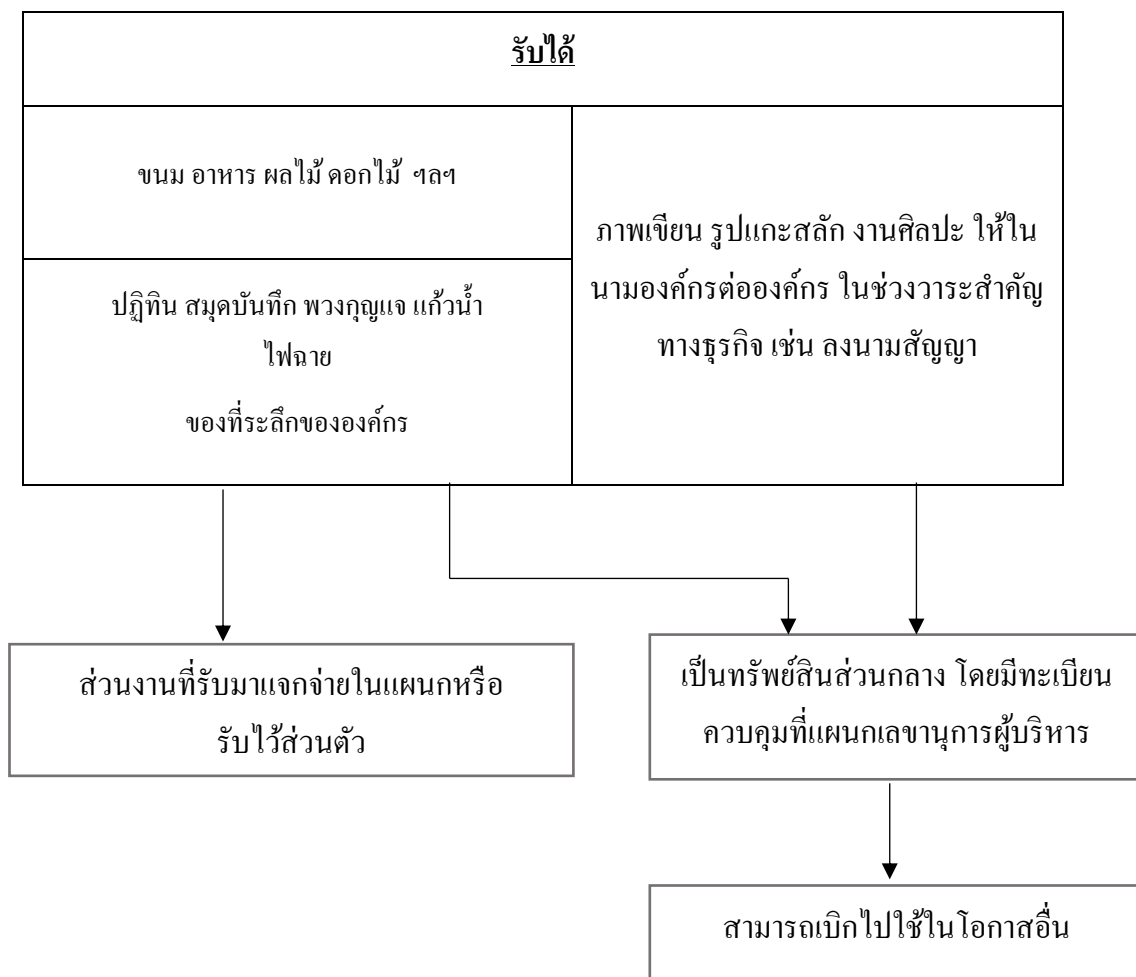 รับได้
ขนม อาหาร ผลไม้ ดอกไม้ ฯลฯ
ปฏิทิน สมุดบันทึก พวงกุญแจ แก้วน้ำ
ไฟฉาย
ของที่ระลึกขององค์กร
ภาพเขียน รูปแกะสลัก งานศิลปะ ให้ใน
นามองค์กรต่อองค์กร ในช่วงวาระสำคัญ
ทางธุรกิจ เช่น ลงนามสัญญา
ส่วนงานที่รับมาแจกจ่ายในแผนกหรือ
รับไว้ส่วนตัว
เป็นทรัพย์สินส่วนกลาง โดยมีทะเบียน
ควบคุมที่แผนกเลขานุการผู้บริหาร
สามารถเบิกไปใช้ในโอกาสอื่น